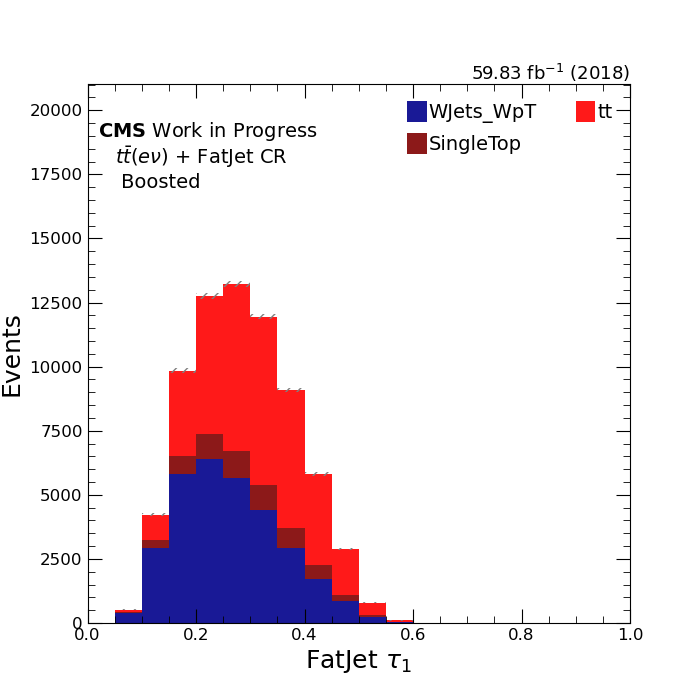 59.83 fb⁻¹ (2018)
WJets_WpT
tt
SingleTop
CMS Work in Progress
tt̄(eν) + FatJet CR
Boosted
Events
20000
17500
15000
12500
10000
7500
5000
2500
0
0.0 0.2 0.4 0.6 0.8 1.0
FatJet τ₁